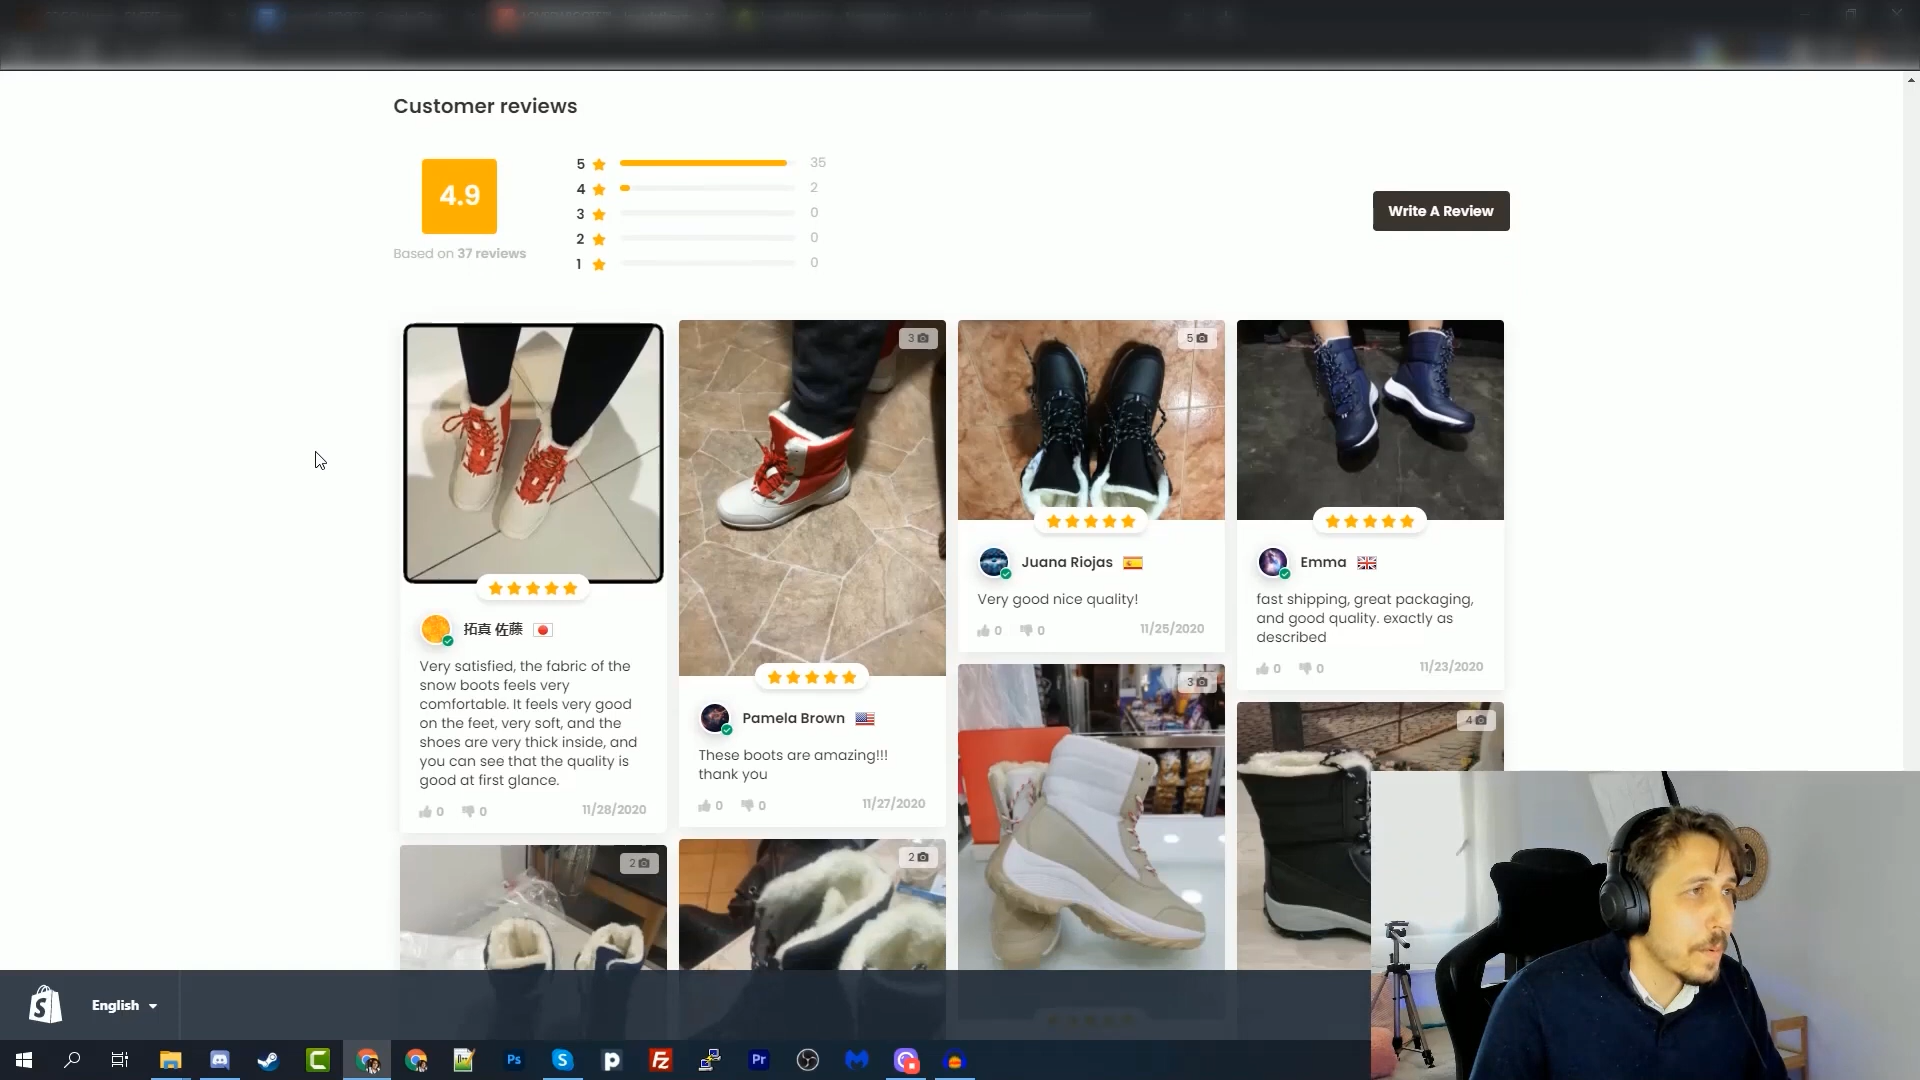 Customer reviews
4.9
Based on 37 reviews
5 35
4 2
3 0
2 0
1 0
Write A Review
拓真 佐藤
Very satisfied, the fabric of the
snow boots feels very
comfortable. It feels very good
on the feet, very soft, and the
shoes are very thick inside, and
you can see that the quality is
good at first glance.
0 0 11/28/2020
2
3
Pamela Brown
These boots are amazing!!!
thank you
0 0 11/27/2020
2
5
Juana Riojas
Very good nice quality!
0 0 11/25/2020
3
Emma
fast shipping, great packaging,
and good quality. exactly as
described
0 0 11/23/2020
4
English
Ps
S
P
Fz
Pr